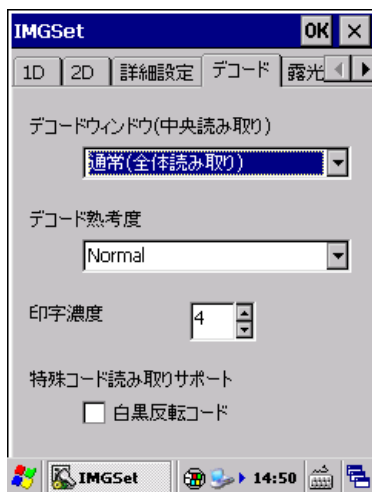 IMGSet OK ×
1D 2D 詳細設定 デコード 露光
デコードウィンドウ(中央読み取り)
通常(全体読み取り)
デコード熟考度
Normal
印字濃度 4
特殊コード読み取りサポート
白黒反転コード
IMGSet 14:50